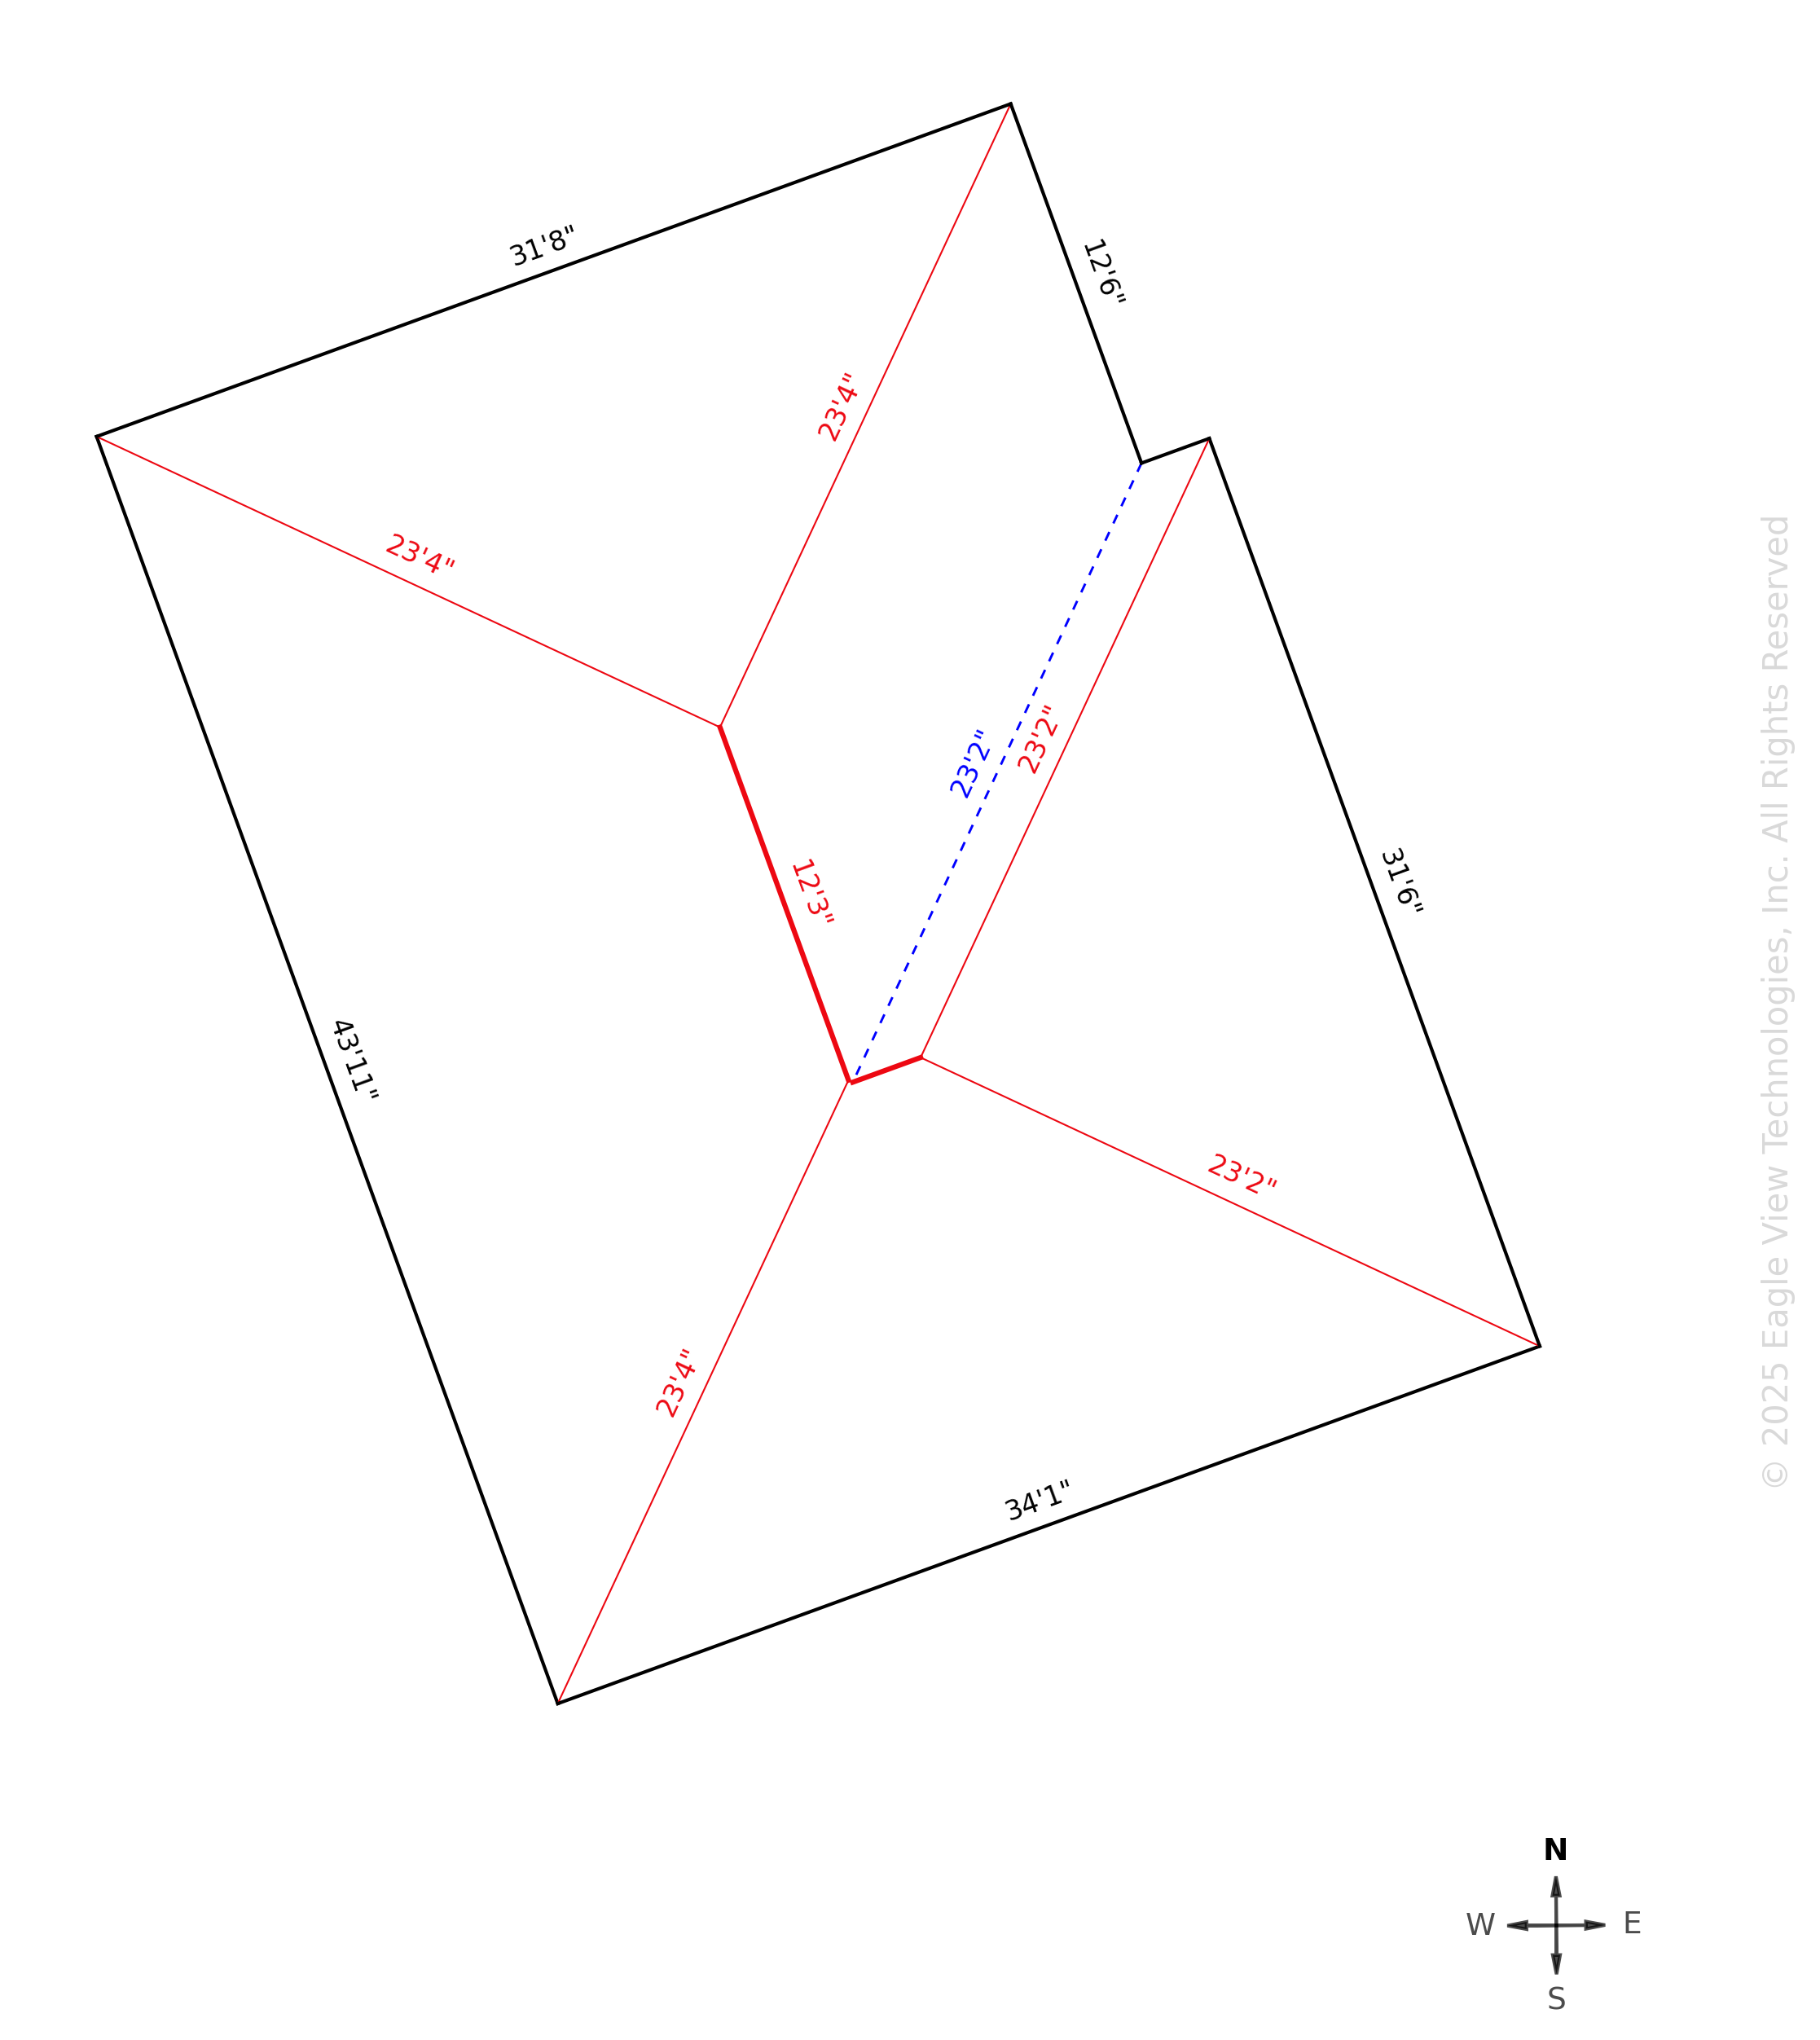 31'8"
12'6"
23'4"
23'4"
23'2"
23'2"
12'3"
31'6"
43'11"
23'2"
23'4"
34'1"
N
W
E
S
© 2025 Eagle View Technologies, Inc. All Rights Reserved